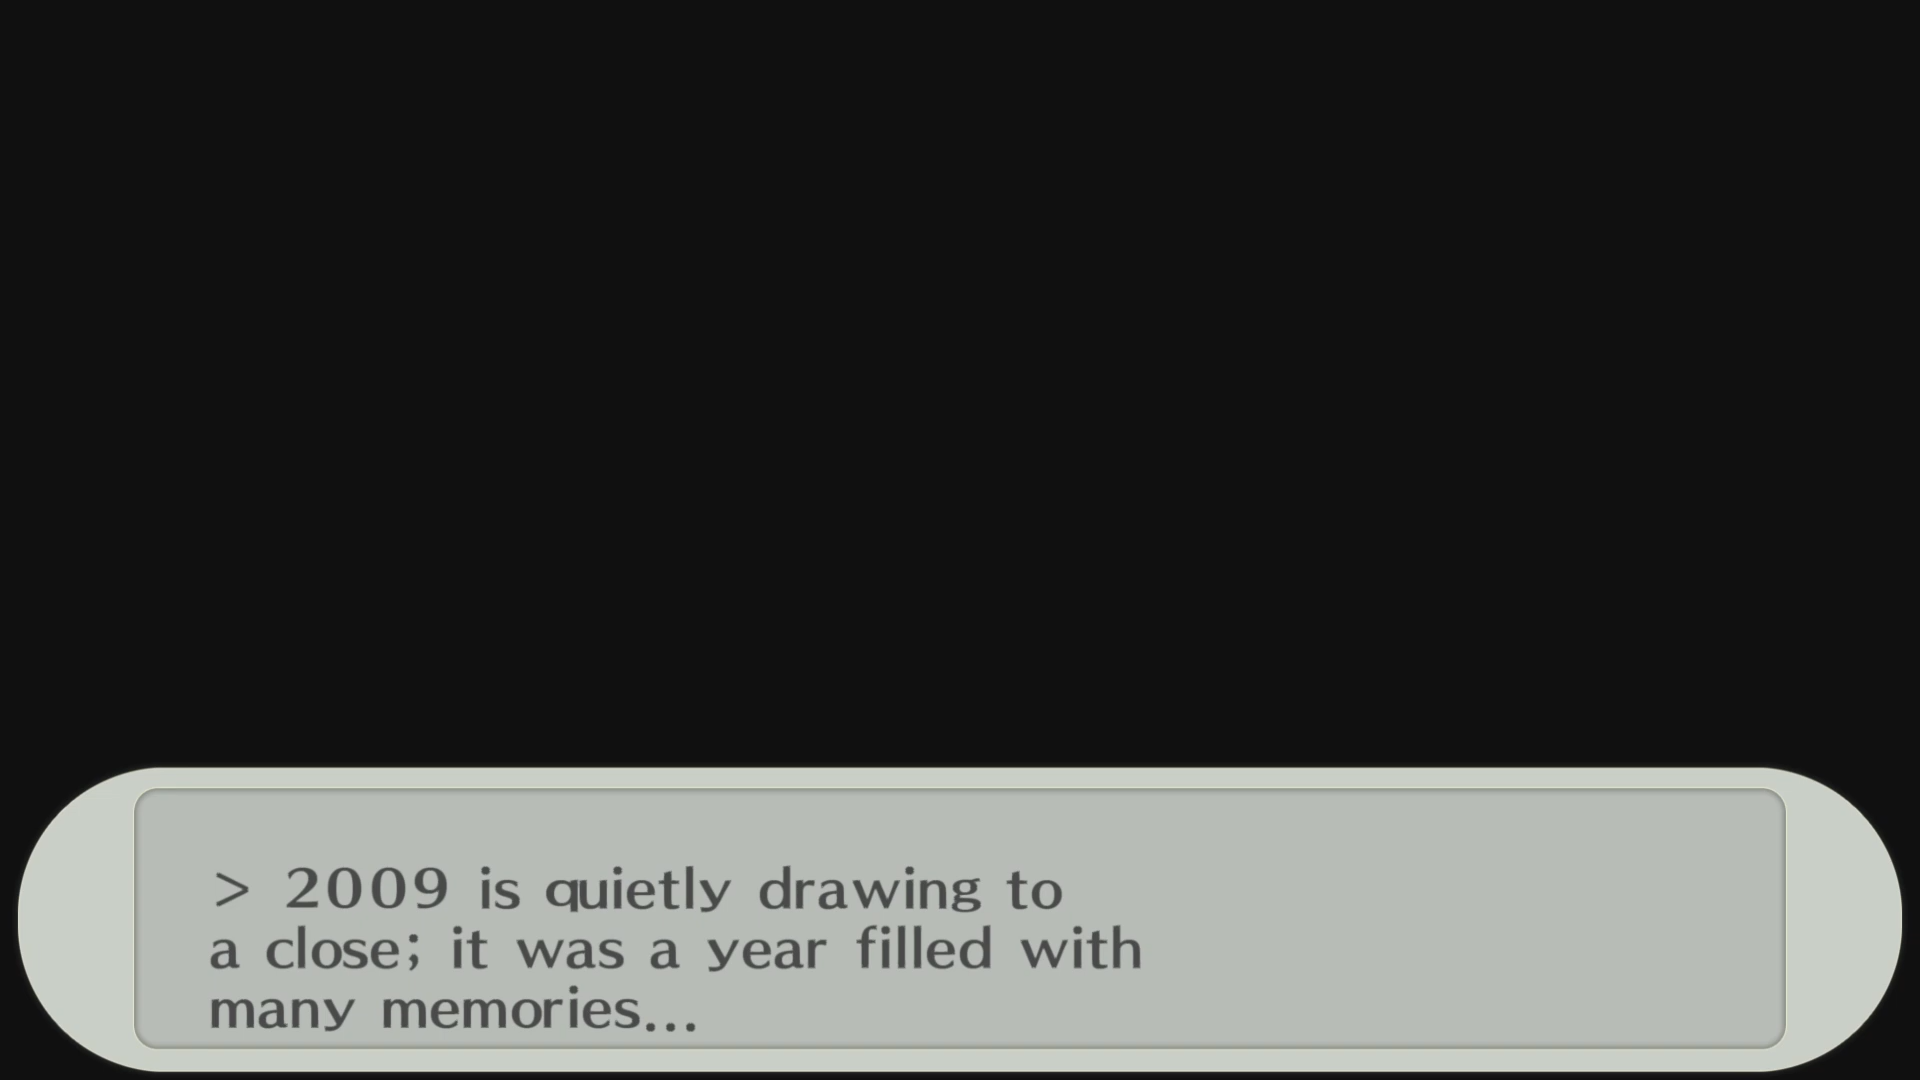 > 2009 is quietly drawing to
a close; it was a year filled with
many memories...